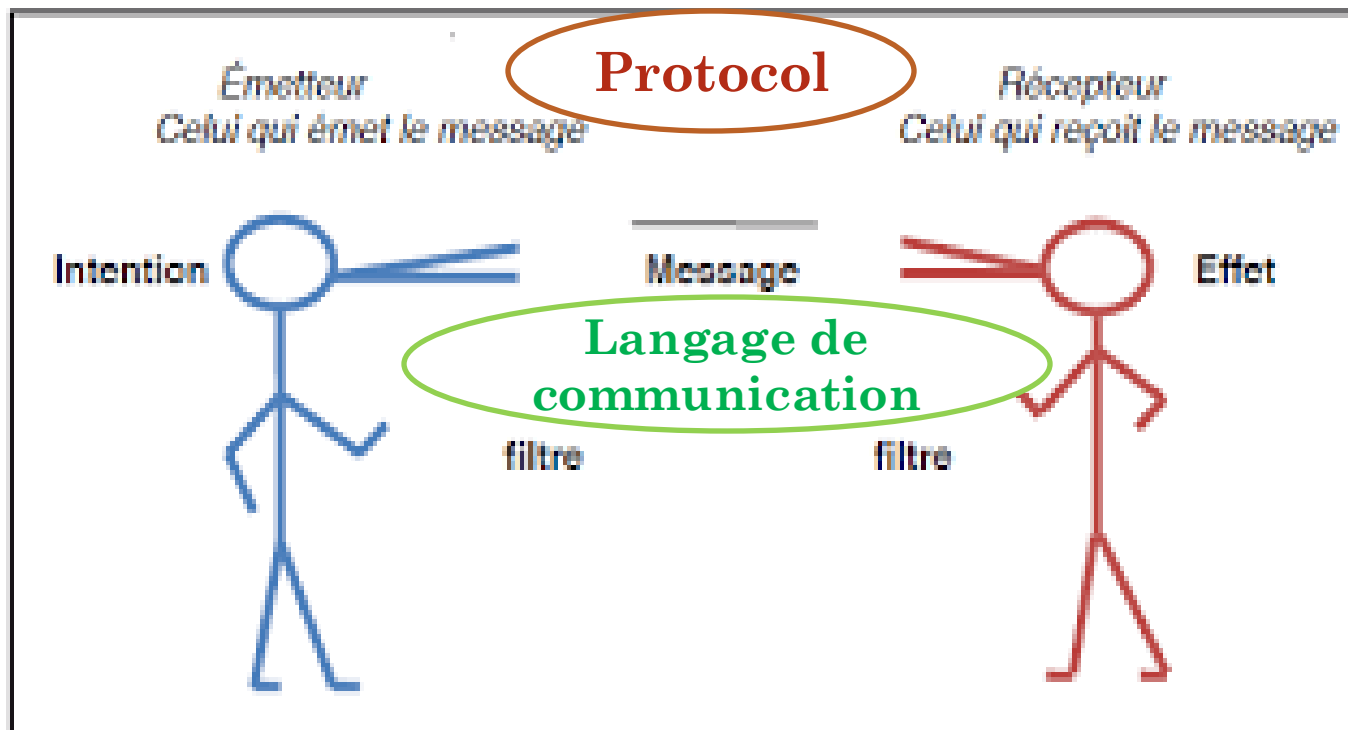 Protocol
Émetteur
Celui qui émet le message
Récepteur
Celui qui reçoit le message
Intention
Message
Effet
Langage de
communication
filtre
filtre